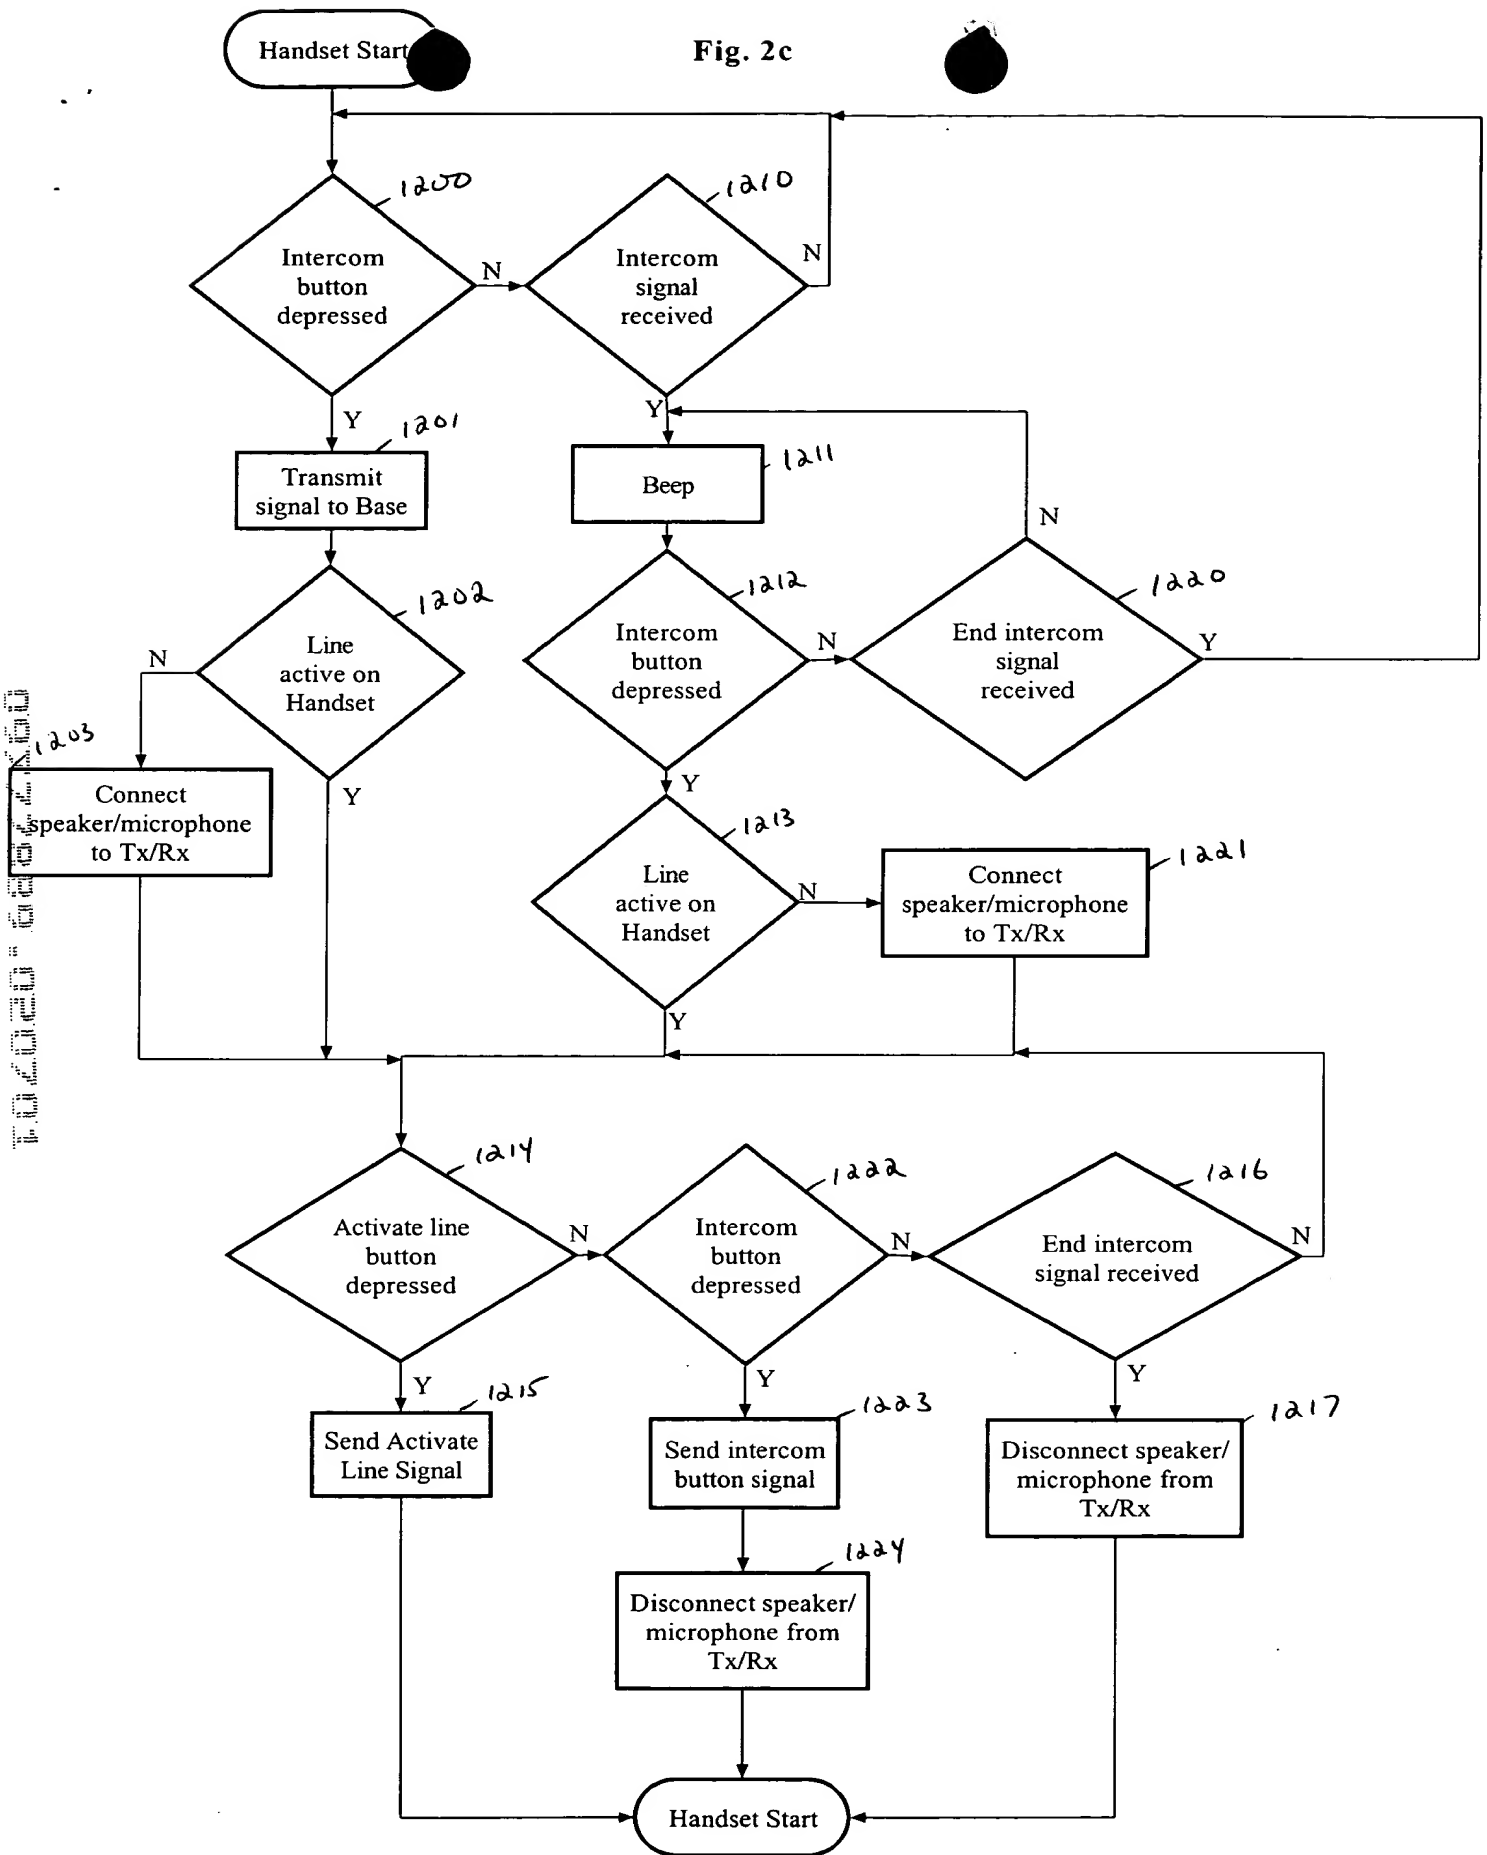 Handset Start
Fig. 2c
1200
1210
Intercom
button
depressed
N
Intercom
signal
received
N
Y
1201
Transmit
signal to Base
Y
1211
Beep
N
1202
Line
active on
Handset
N
Y
1212
Intercom
button
depressed
N
1220
End intercom
signal
received
Y
1203
Connect
speaker/microphone
to Tx/Rx
Y
1213
Line
active on
Handset
N
Y
1221
Connect
speaker/microphone
to Tx/Rx
1214
Activate line
button
depressed
N
1222
Intercom
button
depressed
N
1216
End intercom
signal received
N
Y
1215
Send Activate
Line Signal
Y
1223
Send intercom
button signal
Y
1217
Disconnect speaker/
microphone from
Tx/Rx
1224
Disconnect speaker/
microphone from
Tx/Rx
Handset Start